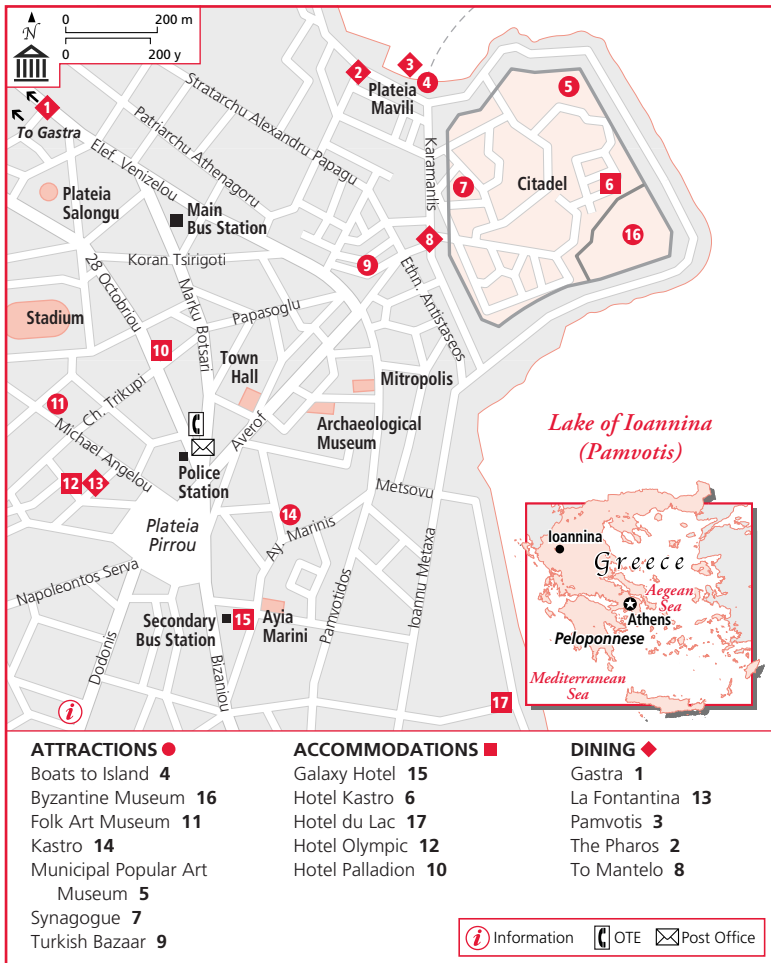 N
0 200 m
0 200 y
1
To Gastra
Stratarchu Alexandru Papagu
Patriarchu Athenagoru
Elef. Venizelou
2
3
4
Plateia
Mavili
5
Karamanlis
7
Citadel
6
16
Plateia
Salongu
Main
Bus Station
8
9
Koran Tsirigoti
28 Octobriou
Marku Botsari
Papasoglu
Ethn. Antistaseos
Stadium
10
Town
Hall
Mitropolis
Ch. Trikupi
11
Averof
Archaeological
Museum
Michael Angelou
12
13
Police
Station
Metsovu
Plateia
Pirrou
14
Ay. Marinis
Napoleontos Serva
Pamvotidos
Ioannu Metaxa
Secondary
Bus Station
15
Ayia
Marini
Dodonis
Bizaniou
i
17
Lake of Ioannina
(Pamvotis)
Ioannina
Greece
Aegean
Sea
Athens
Peloponnese
Mediterranean
Sea
ATTRACTIONS
Boats to Island 4
Byzantine Museum 16
Folk Art Museum 11
Kastro 14
Municipal Popular Art
Museum 5
Synagogue 7
Turkish Bazaar 9
ACCOMMODATIONS
Galaxy Hotel 15
Hotel Kastro 6
Hotel du Lac 17
Hotel Olympic 12
Hotel Palladion 10
DINING
Gastra 1
La Fontantina 13
Pamvotis 3
The Pharos 2
To Mantelo 8
i Information OTE Post Office